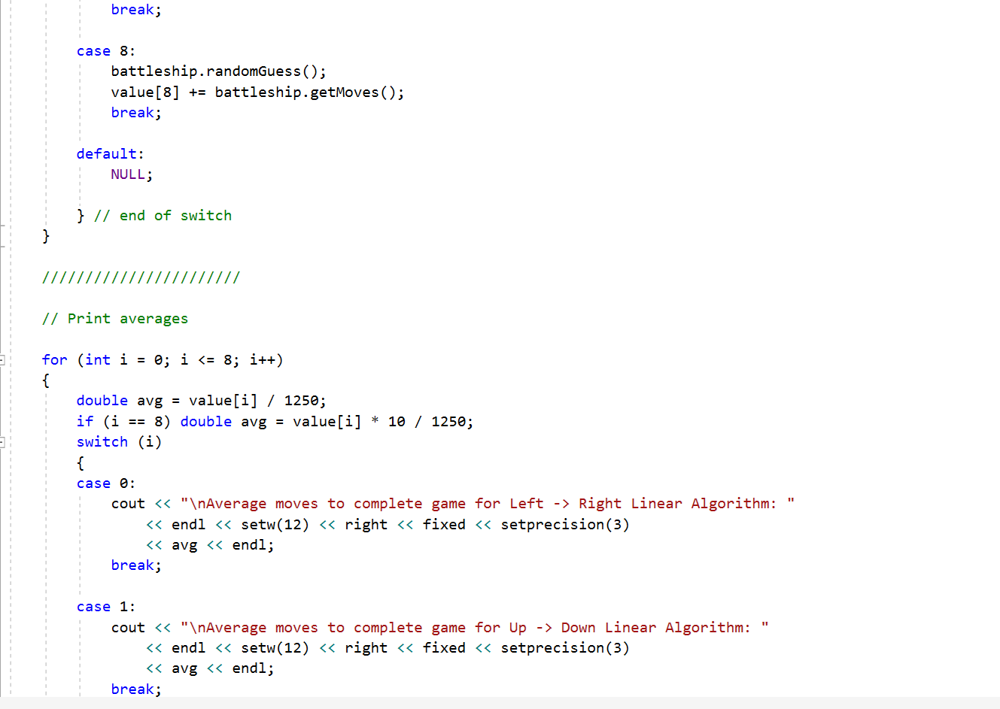 break;
case 8:
battleship.randomGuess();
value[8] += battleship.getMoves();
break;
default:
NULL;
} // end of switch
}
///////////////////////
// Print averages
for (int i = 0; i <= 8; i++)
{
double avg = value[i] / 1250;
if (i == 8) double avg = value[i] * 10 / 1250;
switch (i)
{
case 0:
cout << "\nAverage moves to complete game for Left -> Right Linear Algorithm: "
<< endl << setw(12) << right << fixed << setprecision(3)
<< avg << endl;
break;
case 1:
cout << "\nAverage moves to complete game for Up -> Down Linear Algorithm: "
<< endl << setw(12) << right << fixed << setprecision(3)
<< avg << endl;
break;